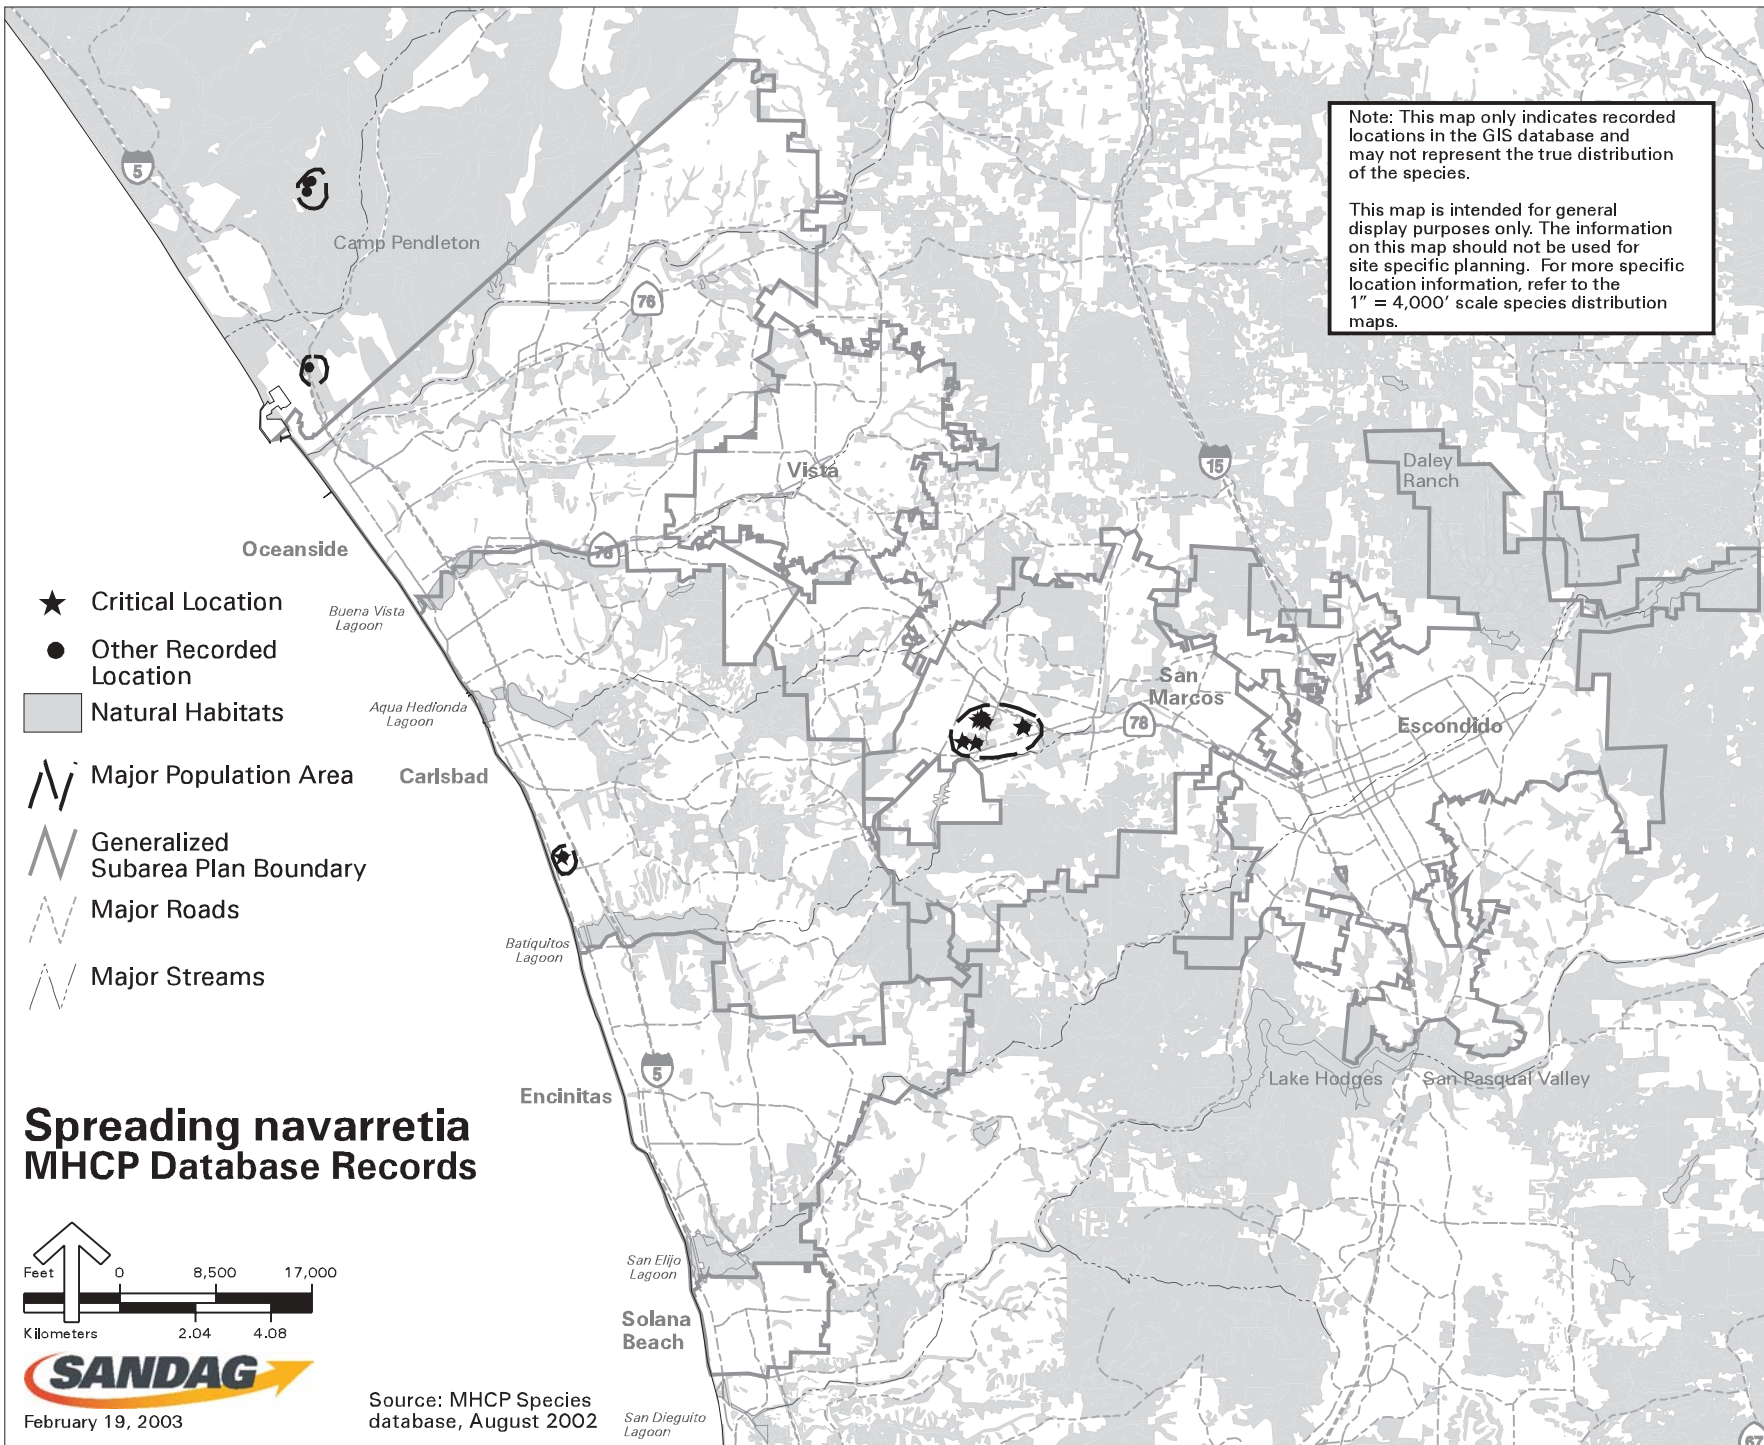 Note: This map only indicates recorded
locations in the GIS database and
may not represent the true distribution
of the species.
This map is intended for general
display purposes only. The information
on this map should not be used for
site specific planning. For more specific
location information, refer to the
1” = 4,000’ scale species distribution
maps.
5
Camp Pendleton
76
Vista
15
Daley
Ranch
Oceanside
78
Critical Location
Buena Vista
Lagoon
Other Recorded
Location
Natural Habitats
Aqua Hedionda
Lagoon
San
Marcos
78
Escondido
Major Population Area
Carlsbad
Generalized
Subarea Plan Boundary
Major Roads
Batiquitos
Lagoon
Major Streams
5
Encinitas
Lake Hodges
San Pasqual Valley
Spreading navarretia
MHCP Database Records
San Elijo
Lagoon
Feet 0 8,500 17,000
Kilometers 2.04 4.08
Solana
Beach
SANDAG
February 19, 2003
Source: MHCP Species
database, August 2002
San Dieguito
Lagoon
67